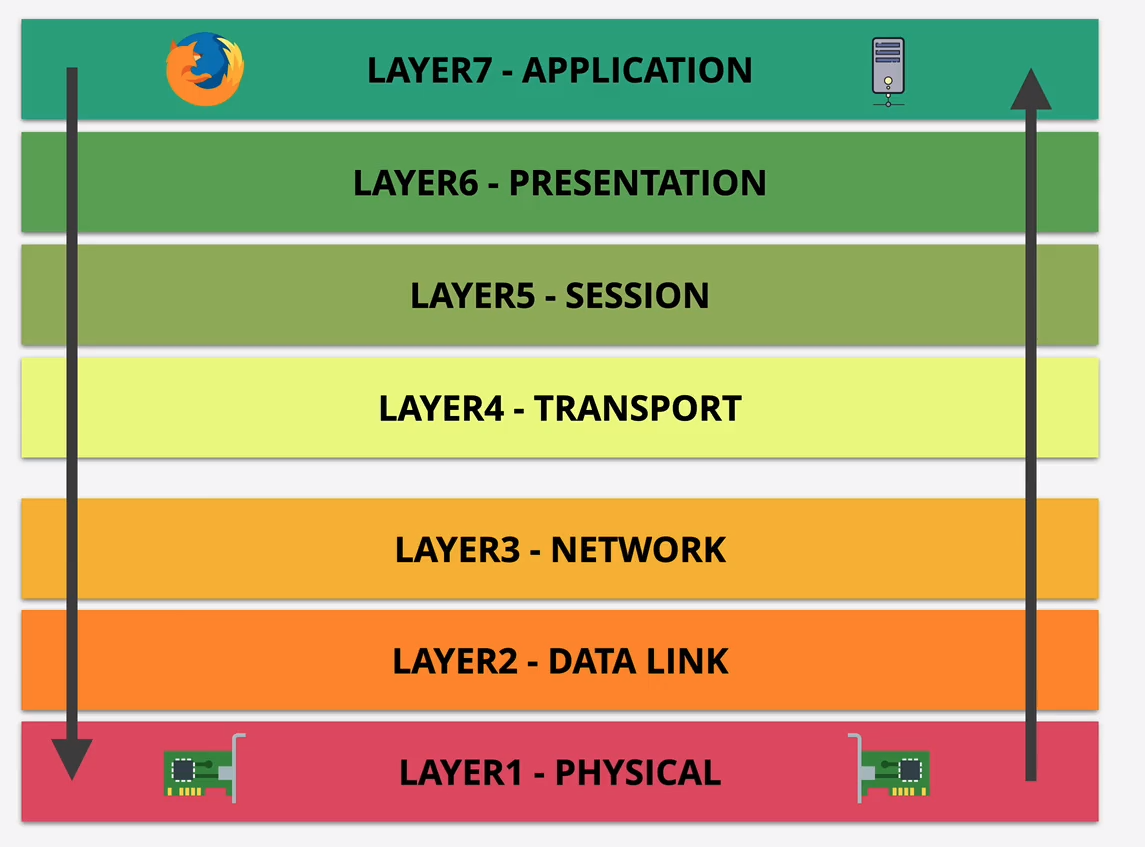 LAYER7 - APPLICATION
LAYER6 - PRESENTATION
LAYER5 - SESSION
LAYER4 - TRANSPORT
LAYER3 - NETWORK
LAYER2 - DATA LINK
LAYER1 - PHYSICAL